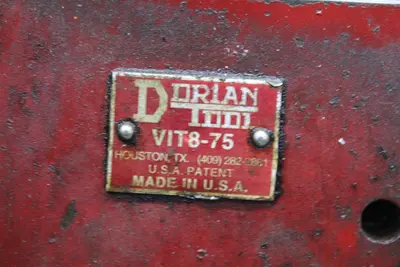 DORIAN
TOOL
VIT8-75
HOUSTON, TX. (409) 282-2861
U.S.A. PATENT
MADE IN U.S.A.